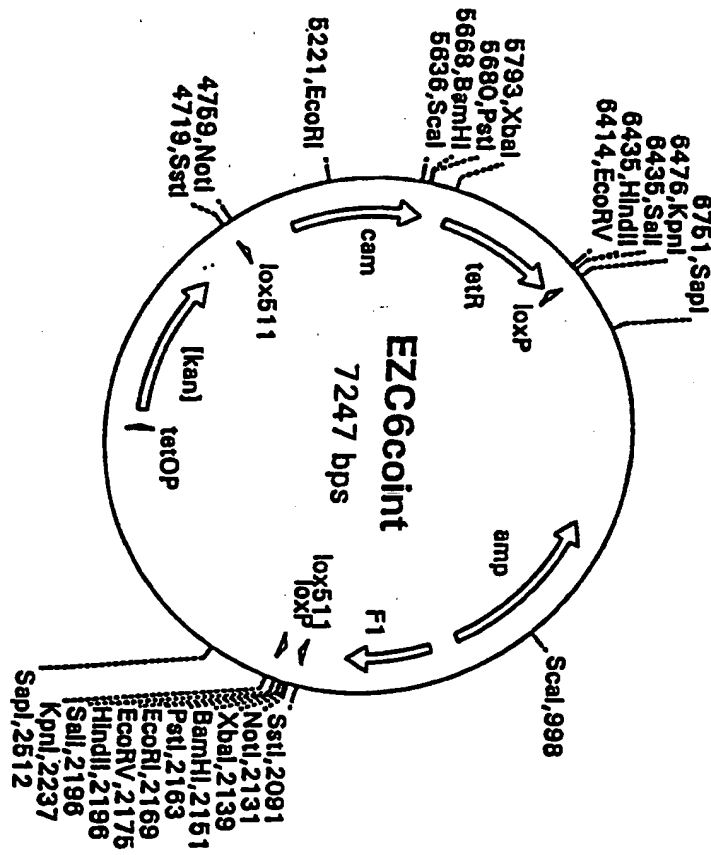 6751,SapI
6476,KpnI
6435,SalI
6435,HindIII
6414,EcoRV
5793,XbaI
5680,PstI
5668,BamHI
5636,ScaI
5221,EcoRI
4759,NotI
4719,SstI
loxP
tetR
cam
lox511
[kan]
tetOP
EZC6coint
7247 bps
amp
F1
lox511
loxP
ScaI,998
SstI,2091
NotI,2131
XbaI,2139
BamHI,2151
PstI,2163
EcoRI,2169
EcoRV,2175
HindIII,2196
SalI,2196
KpnI,2237
SapI,2512